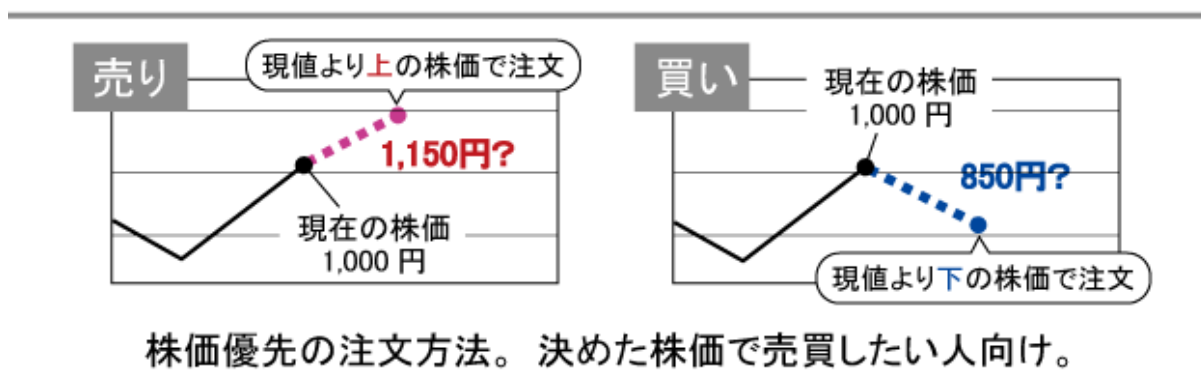 売り
現値より上の株価で注文
1,150円?
現在の株価
1,000 円
買い
現在の株価
1,000 円
850円?
現値より下の株価で注文
株価優先の注文方法。決めた株価で売買したい人向け。